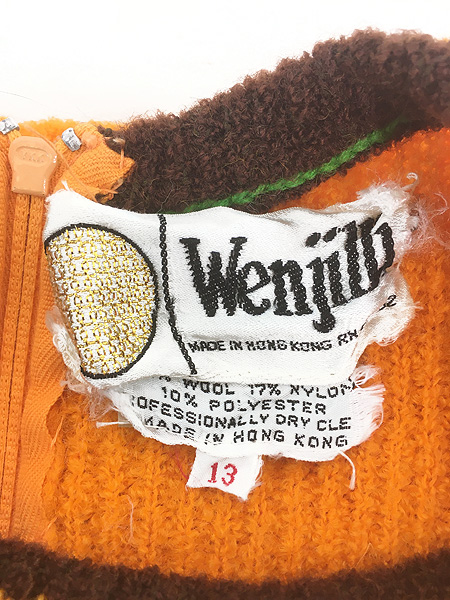 Wenjilli
MADE IN HONG KONG RN
WOOL 17% NYLON
10% POLYESTER
PROFESSIONALLY DRY CLE
MADE IN HONG KONG
13